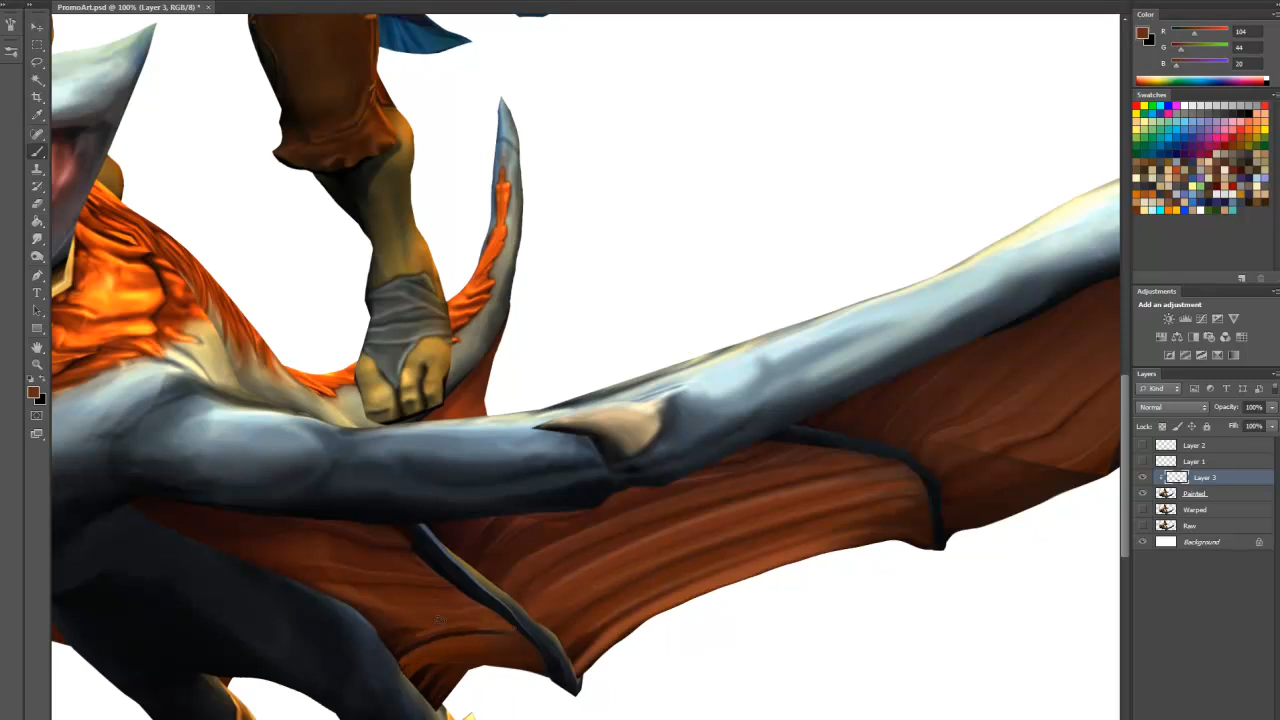 PromoArt.psd @ 100% (Layer 3, RGB/8) * ×
Color
R 104
G 44
B 20
Swatches
Adjustments
Add an adjustment
Layers
Kind
Normal Opacity: 100%
Lock: Fill: 100%
Layer 2
Layer 1
Layer 3
Painted
Warped
Raw
Background
T